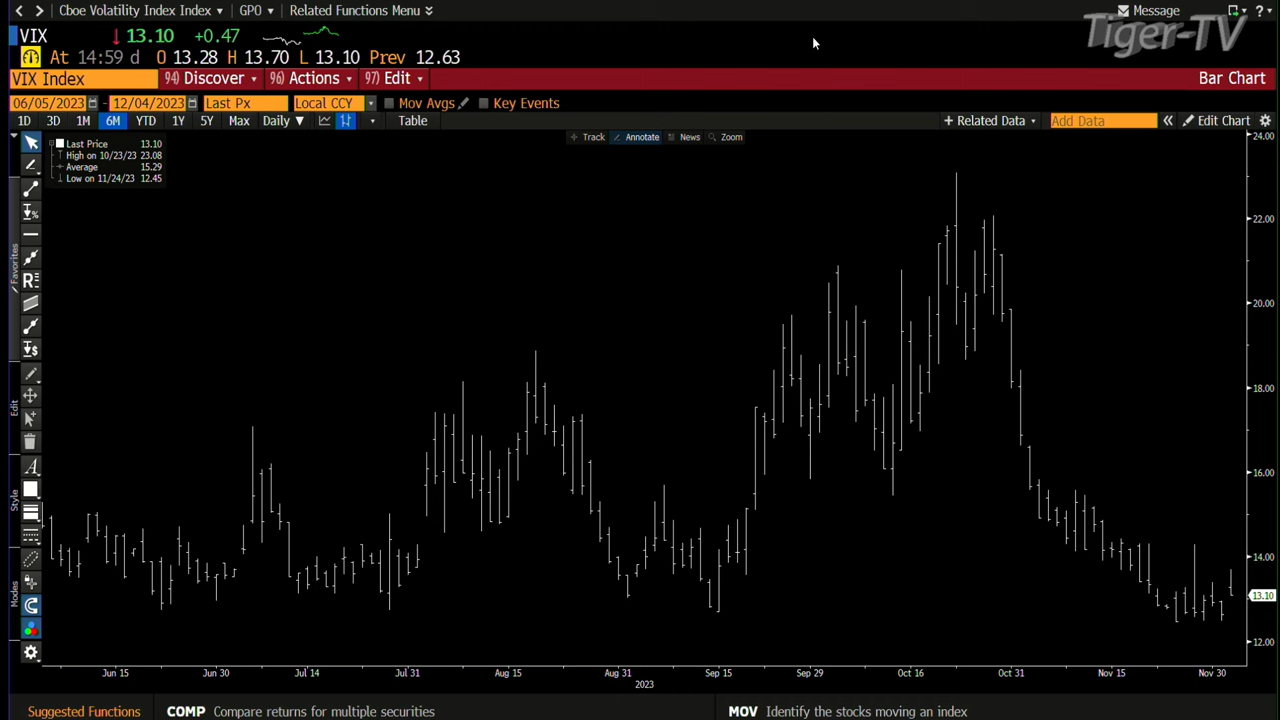 Cboe Volatility Index Index GPO Related Functions Menu Message ?
VIX 13.10 +0.47
At 14:59 d O 13.28 H 13.70 L 13.10 Prev 12.63
VIX Index 94) Discover 96) Actions 97) Edit Bar Chart
06/05/2023 - 12/04/2023 Last Px Local CCY Mov Avgs Key Events
1D 3D 1M 6M YTD 1Y 5Y Max Daily ▼ Table + Related Data Add Data « Edit Chart
Track Annotate News Zoom
Last Price 13.10
High on 10/23/23 23.08
Average 15.29
Low on 11/24/23 12.45
Tiger-TV
24.00
22.00
20.00
18.00
16.00
14.00
13.10
12.00
Favorites
Edit
Style
Modes
Jun 15 Jun 30 Jul 14 Jul 31 Aug 15 Aug 31 Sep 15 Sep 29 Oct 16 Oct 31 Nov 15 Nov 30
2023
Suggested Functions COMP Compare returns for multiple securities MOV Identify the stocks moving an index